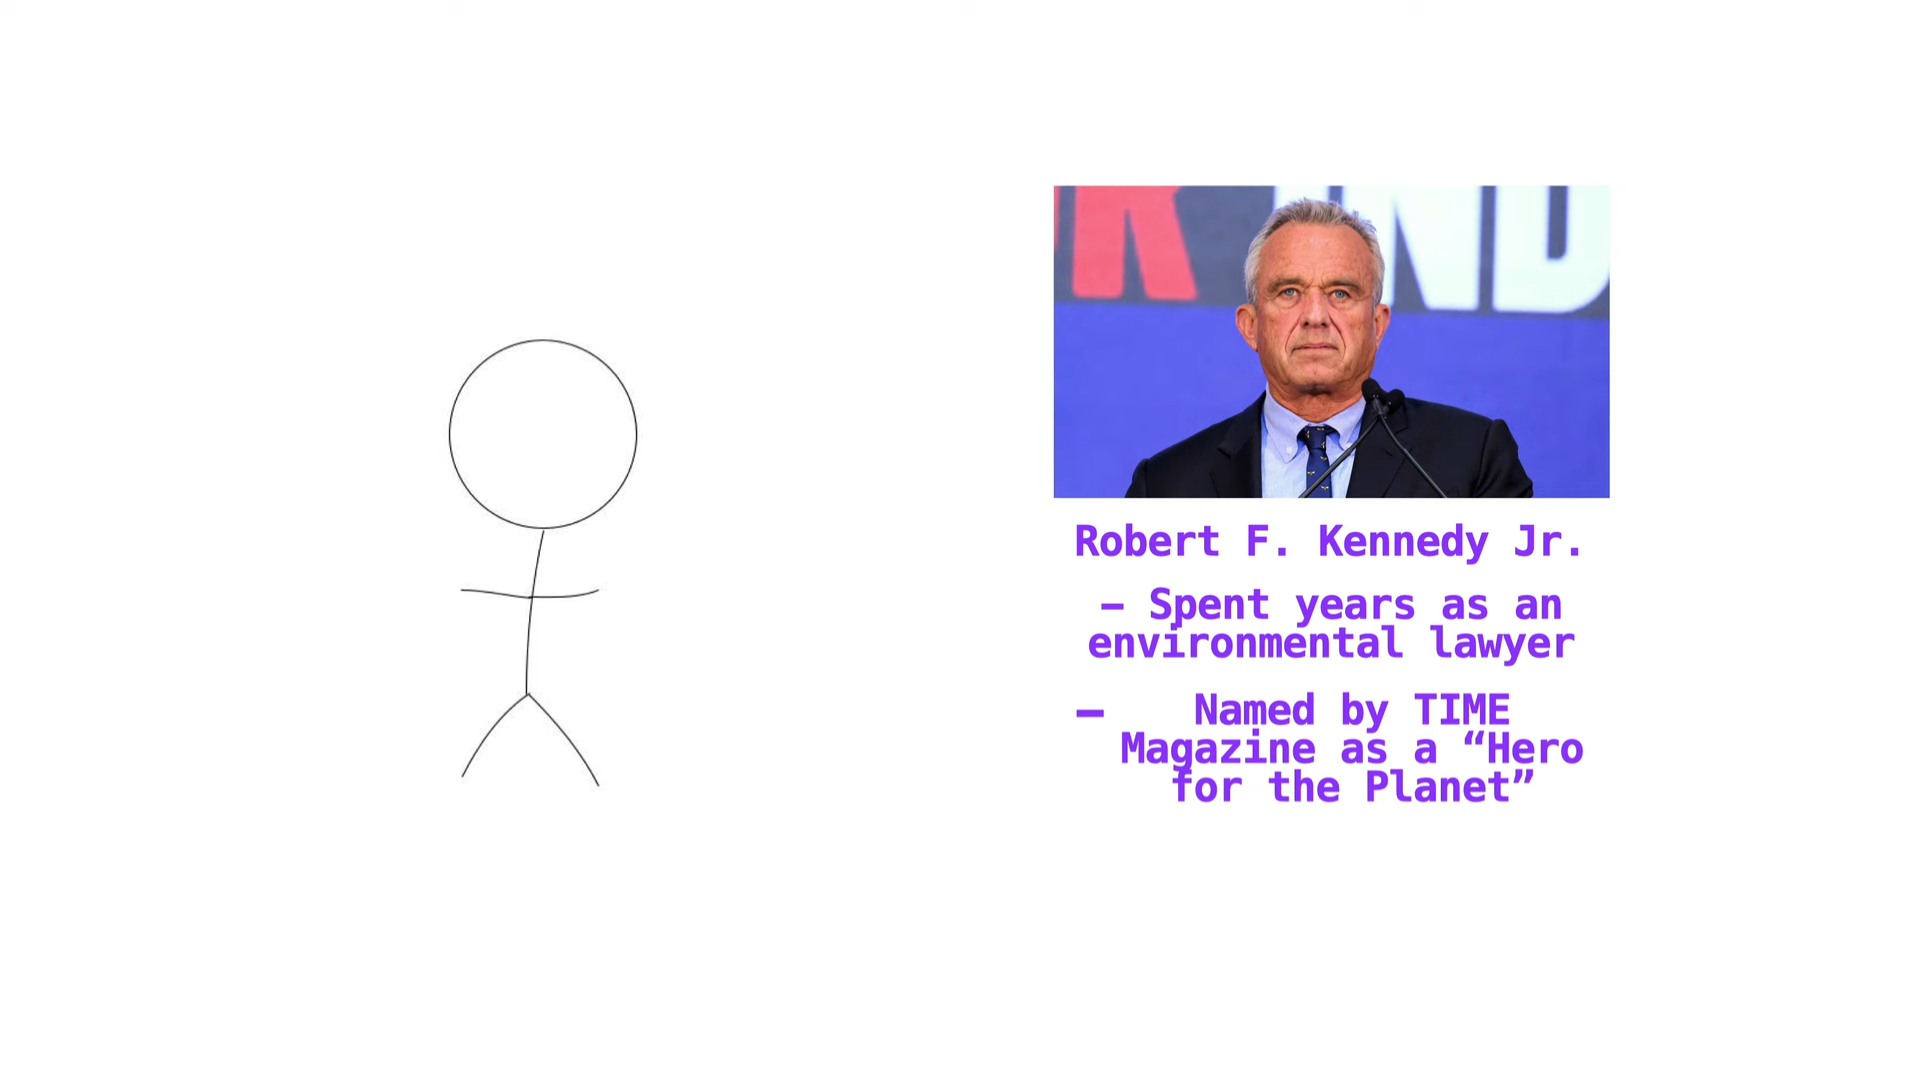 Robert F. Kennedy Jr.
– Spent years as an
environmental lawyer
– Named by TIME
Magazine as a “Hero
for the Planet”